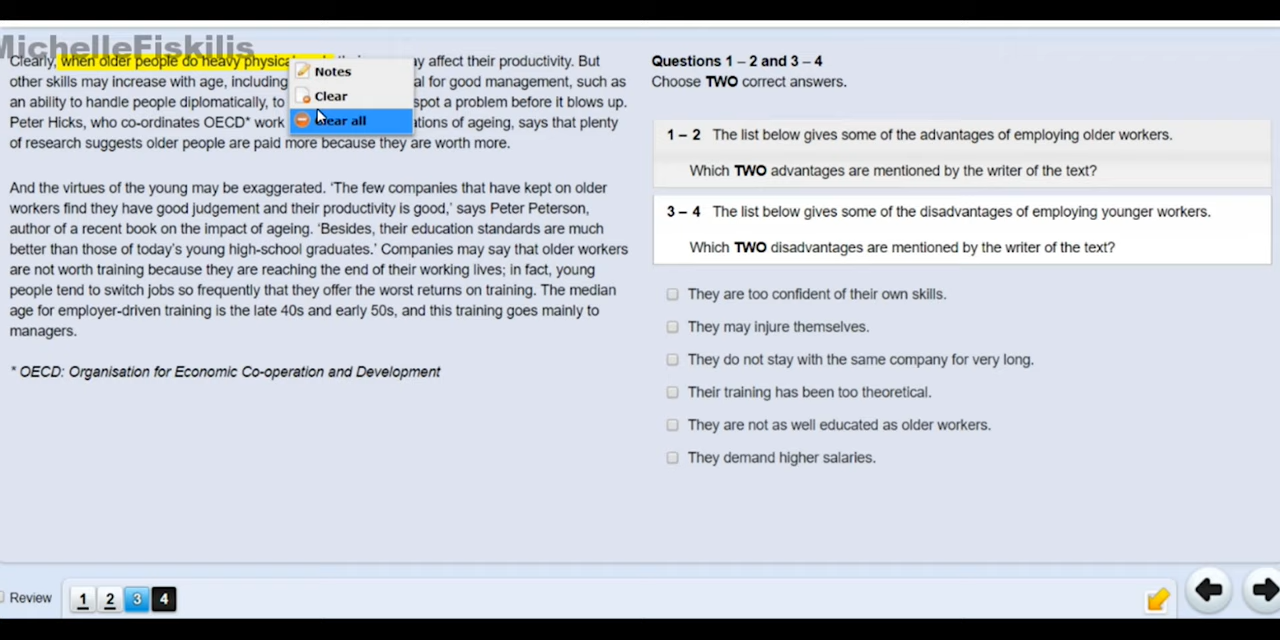 MichelleFiskilis
Clearly, when older people do heavy physical may affect their productivity. But
other skills may increase with age, including for good management, such as
an ability to handle people diplomatically, to spot a problem before it blows up.
Peter Hicks, who co-ordinates OECD* work of ageing, says that plenty
of research suggests older people are paid more because they are worth more.
Notes
Clear
Clear all
And the virtues of the young may be exaggerated. ‘The few companies that have kept on older
workers find they have good judgement and their productivity is good,’ says Peter Peterson,
author of a recent book on the impact of ageing. ‘Besides, their education standards are much
better than those of today’s young high-school graduates.’ Companies may say that older workers
are not worth training because they are reaching the end of their working lives; in fact, young
people tend to switch jobs so frequently that they offer the worst returns on training. The median
age for employer-driven training is the late 40s and early 50s, and this training goes mainly to
managers.
* OECD: Organisation for Economic Co-operation and Development
Questions 1 – 2 and 3 – 4
Choose TWO correct answers.
1 – 2 The list below gives some of the advantages of employing older workers.
Which TWO advantages are mentioned by the writer of the text?
3 – 4 The list below gives some of the disadvantages of employing younger workers.
Which TWO disadvantages are mentioned by the writer of the text?
They are too confident of their own skills.
They may injure themselves.
They do not stay with the same company for very long.
Their training has been too theoretical.
They are not as well educated as older workers.
They demand higher salaries.
Review 1 2 3 4